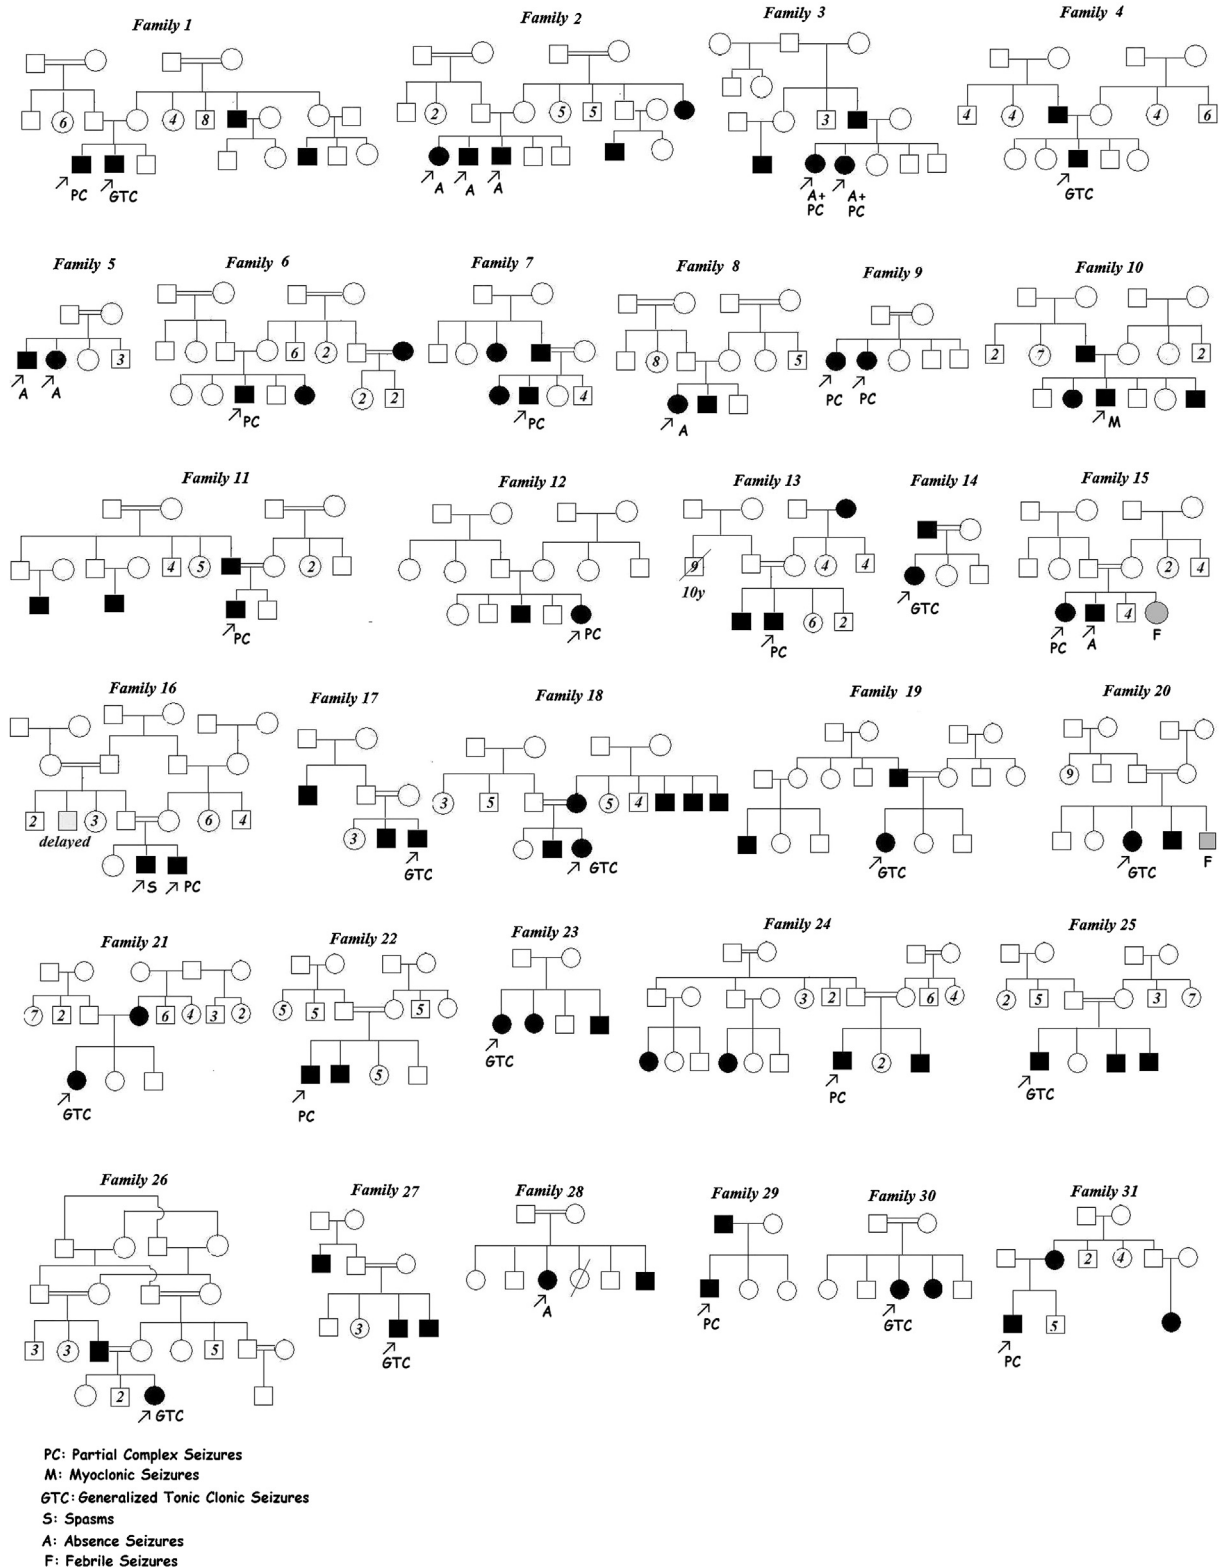 Family 1
Family 2
Family 3
Family 4
6 4 8
PC GTC
2 5 5
A A A
3
A+ PC A+ PC
4 4 4 6
GTC
Family 5
Family 6
Family 7
Family 8
Family 9
Family 10
3
A A
6 2
2 2
PC
4
PC
8 5
A
PC PC
2 7 2
M
Family 11
Family 12
Family 13
Family 14
Family 15
4 5 2
PC
PC
9 4 4
10y
6 2
PC
GTC
2 4
4
PC A F
Family 16
Family 17
Family 18
Family 19
Family 20
2 3 6 4
delayed
S PC
3
GTC
3 5 5 4
GTC
GTC
9
GTC F
Family 21
Family 22
Family 23
Family 24
Family 25
7 2 6 4 3 2
GTC
5 5 5
5
PC
GTC
3 2 6 4
2
PC
2 5 3 7
GTC
Family 26
Family 27
Family 28
Family 29
Family 30
Family 31
3 3 5
2
GTC
3
GTC
A
PC
GTC
2 4
5
PC
PC: Partial Complex Seizures
M: Myoclonic Seizures
GTC: Generalized Tonic Clonic Seizures
S: Spasms
A: Absence Seizures
F: Febrile Seizures